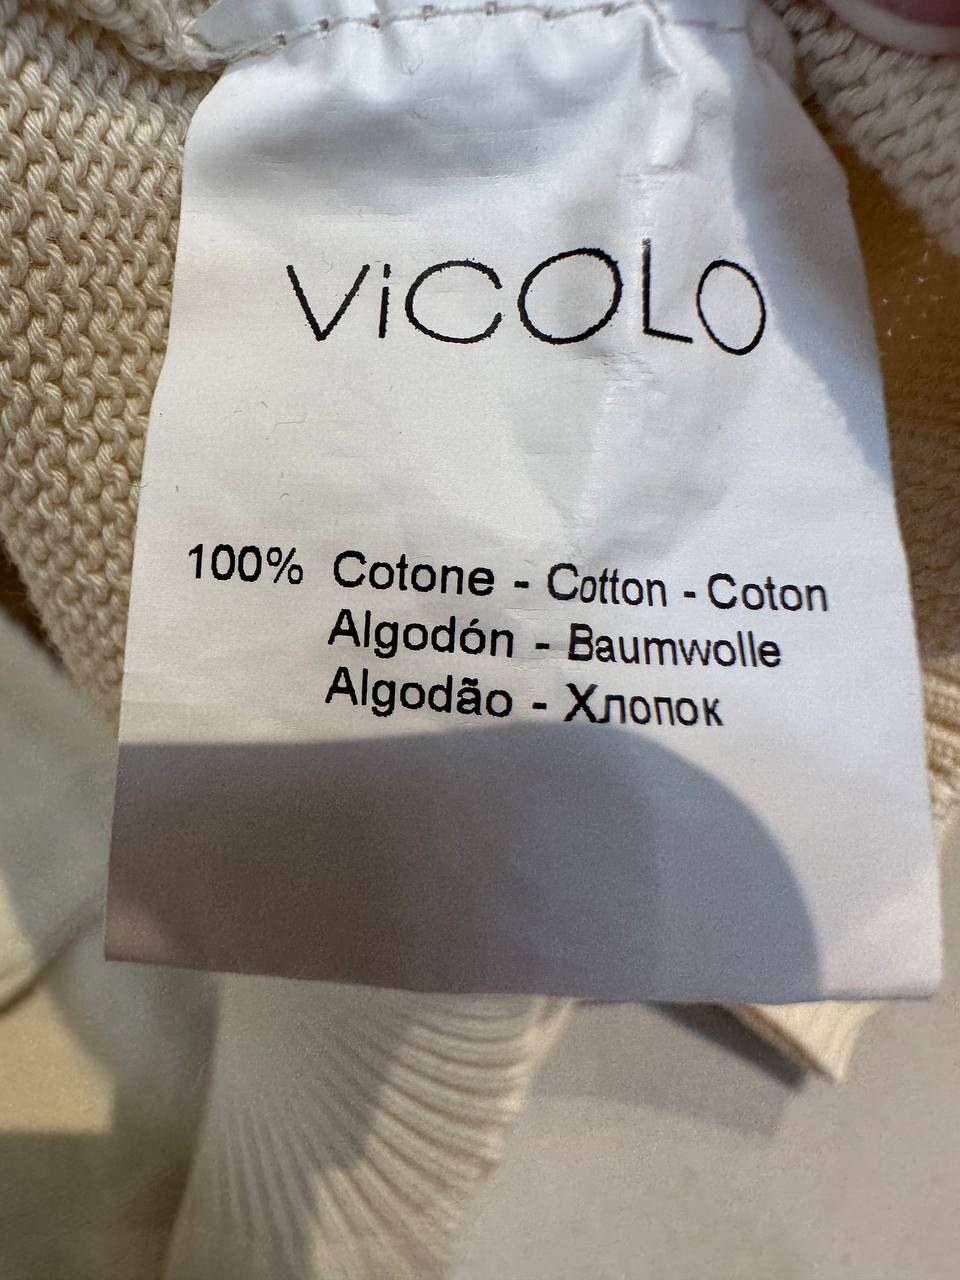 ViCOLO
100% Cotone - Cotton - Coton
Algodón - Baumwolle
Algodão - Хлопок